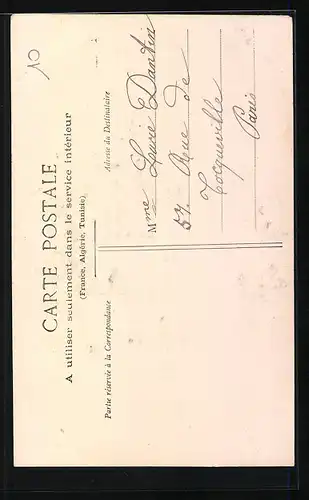 10
CARTE POSTALE
A utiliser seulement dans le service intérieur
(France, Algérie, Tunisie)
Partie réservée à la Correspondance
Adresse du Destinataire
Mme Louise Dantin
57 Rue de
Tocqueville
Paris